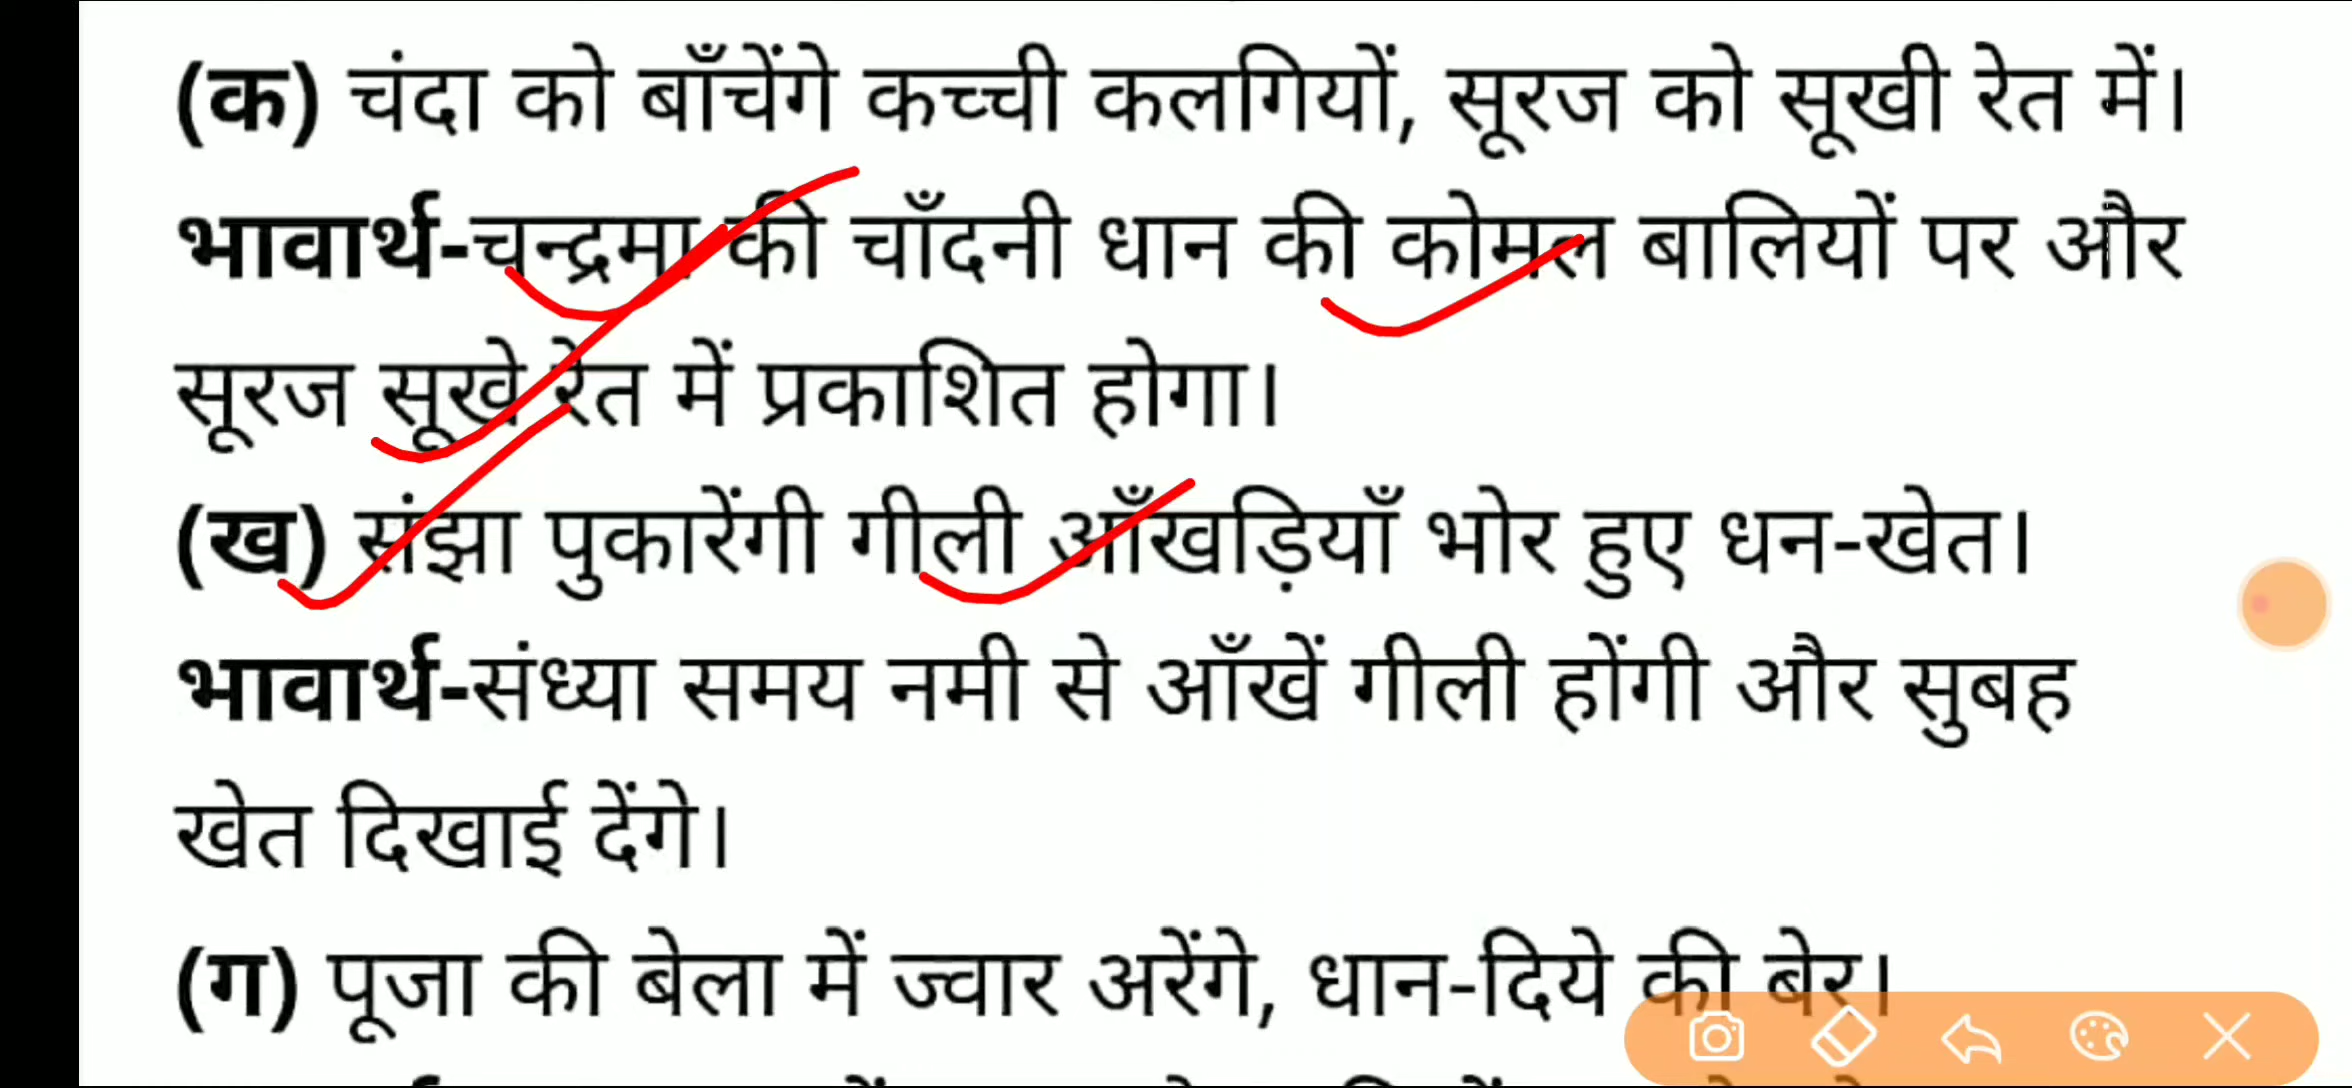 (क) चंदा को बाँचेंगे कच्ची कलगियों, सूरज को सूखी रेत में।
भावार्थ-चन्द्रमा की चाँदनी धान की कोमल बालियों पर और
सूरज सूखे रेत में प्रकाशित होगा।
(ख) संझा पुकारेंगी गीली आँखड़ियाँ भोर हुए धन-खेत।
भावार्थ-संध्या समय नमी से आँखें गीली होंगी और सुबह
खेत दिखाई देंगे।
(ग) पूजा की बेला में ज्वार अरेंगे, धान-दिये की बेर।